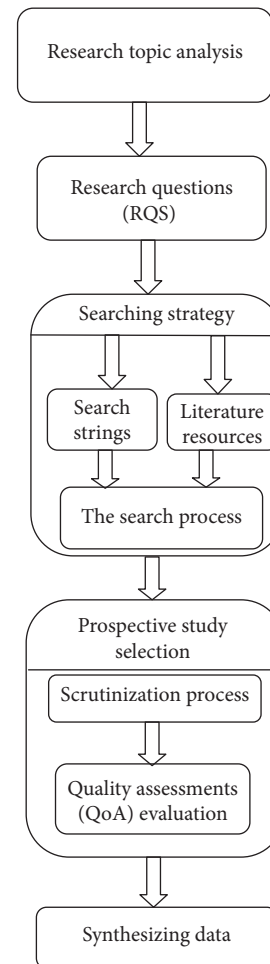 Research topic analysis
Research questions
(RQS)
Searching strategy
Search
strings
Literature
resources
The search process
Prospective study
selection
Scrutinization process
Quality assessments
(QoA) evaluation
Synthesizing data